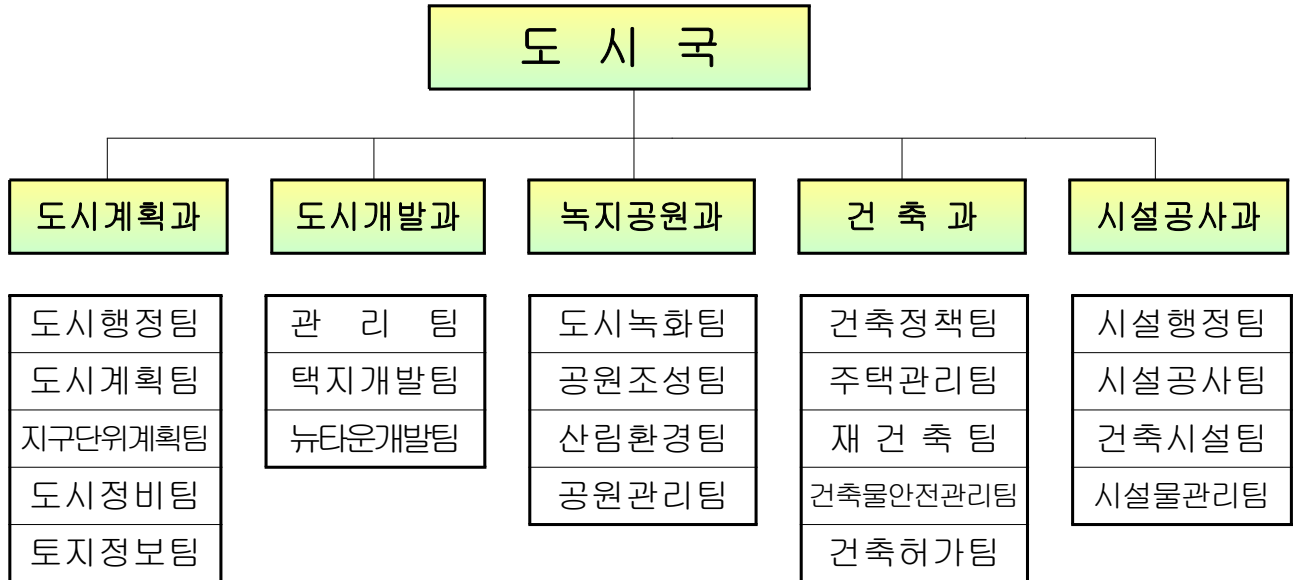 도 시 국
도시계획과
도시개발과
녹지공원과
건 축 과
시설공사과
도시행정팀
도시계획팀
지구단위계획팀
도시정비팀
토지정보팀
관 리 팀
택지개발팀
뉴타운개발팀
도시녹화팀
공원조성팀
산림환경팀
공원관리팀
건축정책팀
주택관리팀
재 건 축 팀
건축물안전관리팀
건축허가팀
시설행정팀
시설공사팀
건축시설팀
시설물관리팀